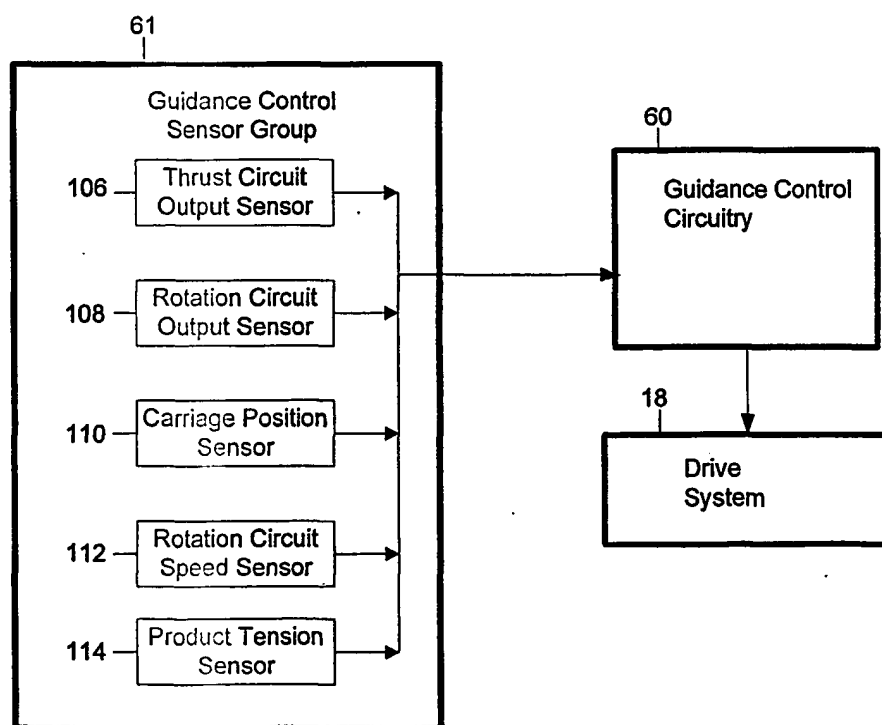 61
Guidance Control
Sensor Group
106
Thrust Circuit
Output Sensor
108
Rotation Circuit
Output Sensor
110
Carriage Position
Sensor
112
Rotation Circuit
Speed Sensor
114
Product Tension
Sensor
60
Guidance Control
Circuitry
18
Drive
System